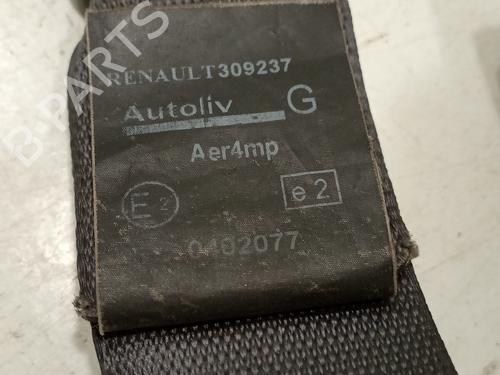 RENAULT309237
Autoliv G
Aer4mp
E2 e2
0402077
B-PARTS